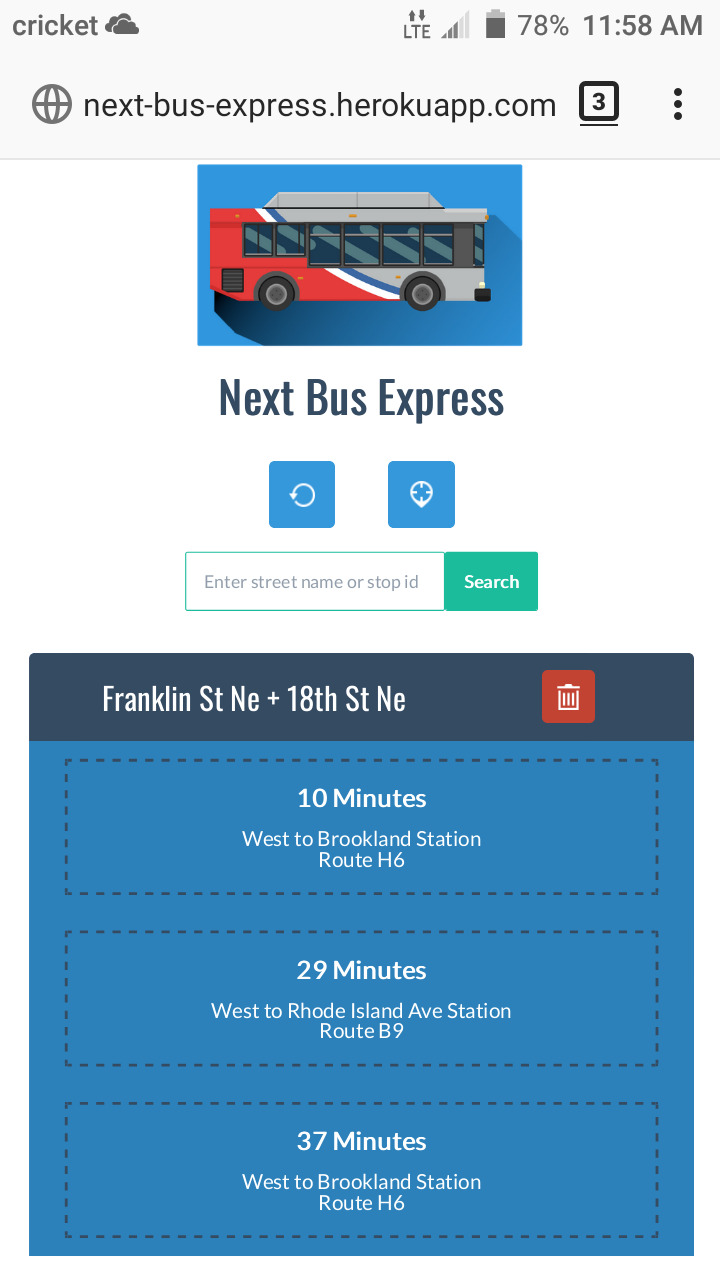 cricket LTE 78% 11:58 AM
next-bus-express.herokuapp.com 3
Next Bus Express
Enter street name or stop id Search
Franklin St Ne + 18th St Ne
10 Minutes
West to Brookland Station
Route H6
29 Minutes
West to Rhode Island Ave Station
Route B9
37 Minutes
West to Brookland Station
Route H6